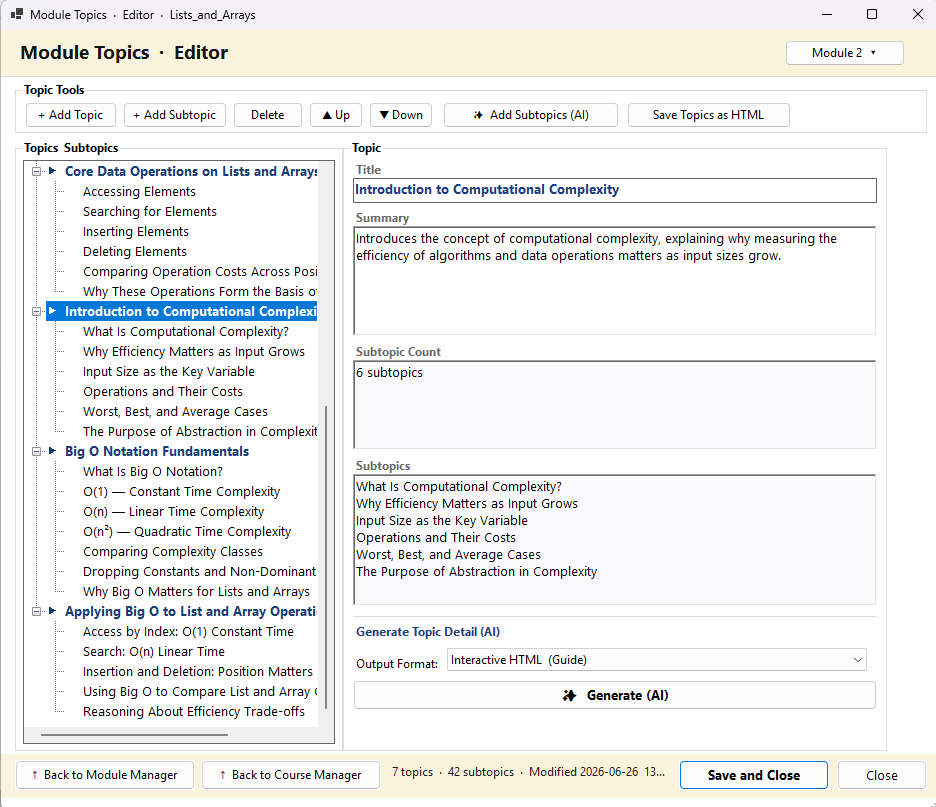 Module Topics · Editor · Lists_and_Arrays
Module Topics · Editor
Module 2 ▾
Topic Tools
+ Add Topic
+ Add Subtopic
Delete
▲ Up
▼ Down
Add Subtopics (AI)
Save Topics as HTML
Topics Subtopics
Core Data Operations on Lists and Arrays
Accessing Elements
Searching for Elements
Inserting Elements
Deleting Elements
Comparing Operation Costs Across Posi
Why These Operations Form the Basis of
Introduction to Computational Complexi
What Is Computational Complexity?
Why Efficiency Matters as Input Grows
Input Size as the Key Variable
Operations and Their Costs
Worst, Best, and Average Cases
The Purpose of Abstraction in Complexit
Big O Notation Fundamentals
What Is Big O Notation?
O(1) — Constant Time Complexity
O(n) — Linear Time Complexity
O(n²) — Quadratic Time Complexity
Comparing Complexity Classes
Dropping Constants and Non-Dominant
Why Big O Matters for Lists and Arrays
Applying Big O to List and Array Operati
Access by Index: O(1) Constant Time
Search: O(n) Linear Time
Insertion and Deletion: Position Matters
Using Big O to Compare List and Array
Reasoning About Efficiency Trade-offs
Topic
Title
Introduction to Computational Complexity
Summary
Introduces the concept of computational complexity, explaining why measuring the
efficiency of algorithms and data operations matters as input sizes grow.
Subtopic Count
6 subtopics
Subtopics
What Is Computational Complexity?
Why Efficiency Matters as Input Grows
Input Size as the Key Variable
Operations and Their Costs
Worst, Best, and Average Cases
The Purpose of Abstraction in Complexity
Generate Topic Detail (AI)
Output Format: Interactive HTML (Guide)
Generate (AI)
↑ Back to Module Manager
↑ Back to Course Manager
7 topics · 42 subtopics · Modified 2026-06-26 13...
Save and Close
Close